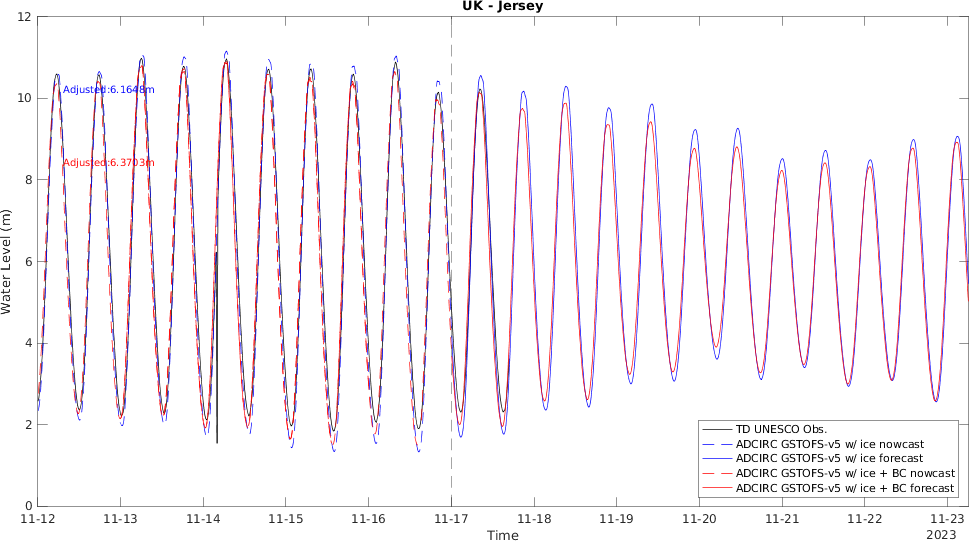 UK - Jersey
12
10
8
6
4
2
0
Water Level (m)
Adjusted:6.1648m
Adjusted:6.3703m
TD UNESCO Obs.
ADCIRC GSTOFS-v5 w/ ice nowcast
ADCIRC GSTOFS-v5 w/ ice forecast
ADCIRC GSTOFS-v5 w/ ice + BC nowcast
ADCIRC GSTOFS-v5 w/ ice + BC forecast
11-12 11-13 11-14 11-15 11-16 11-17 11-18 11-19 11-20 11-21 11-22 11-23
Time
2023